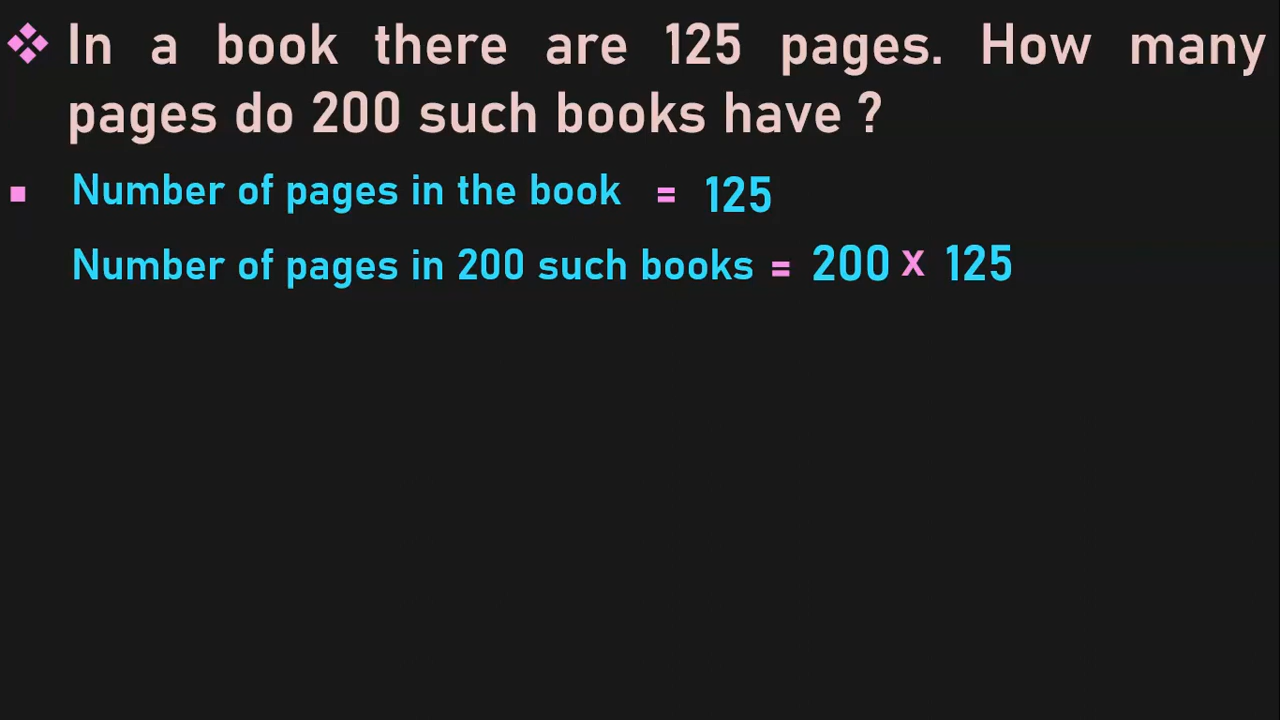 ❖ In a book there are 125 pages. How many
pages do 200 such books have ?
▪ Number of pages in the book = 125
Number of pages in 200 such books = 200 x 125